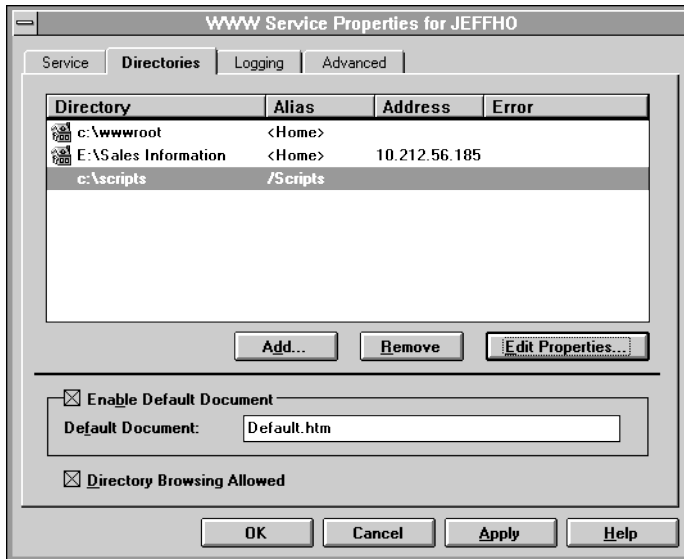 WWW Service Properties for JEFFHO
Service Directories Logging Advanced
Directory Alias Address Error
c:\wwwroot <Home>
E:\Sales Information <Home> 10.212.56.185
c:\scripts /Scripts
Add... Remove Edit Properties...
Enable Default Document
Default Document: Default.htm
Directory Browsing Allowed
OK Cancel Apply Help